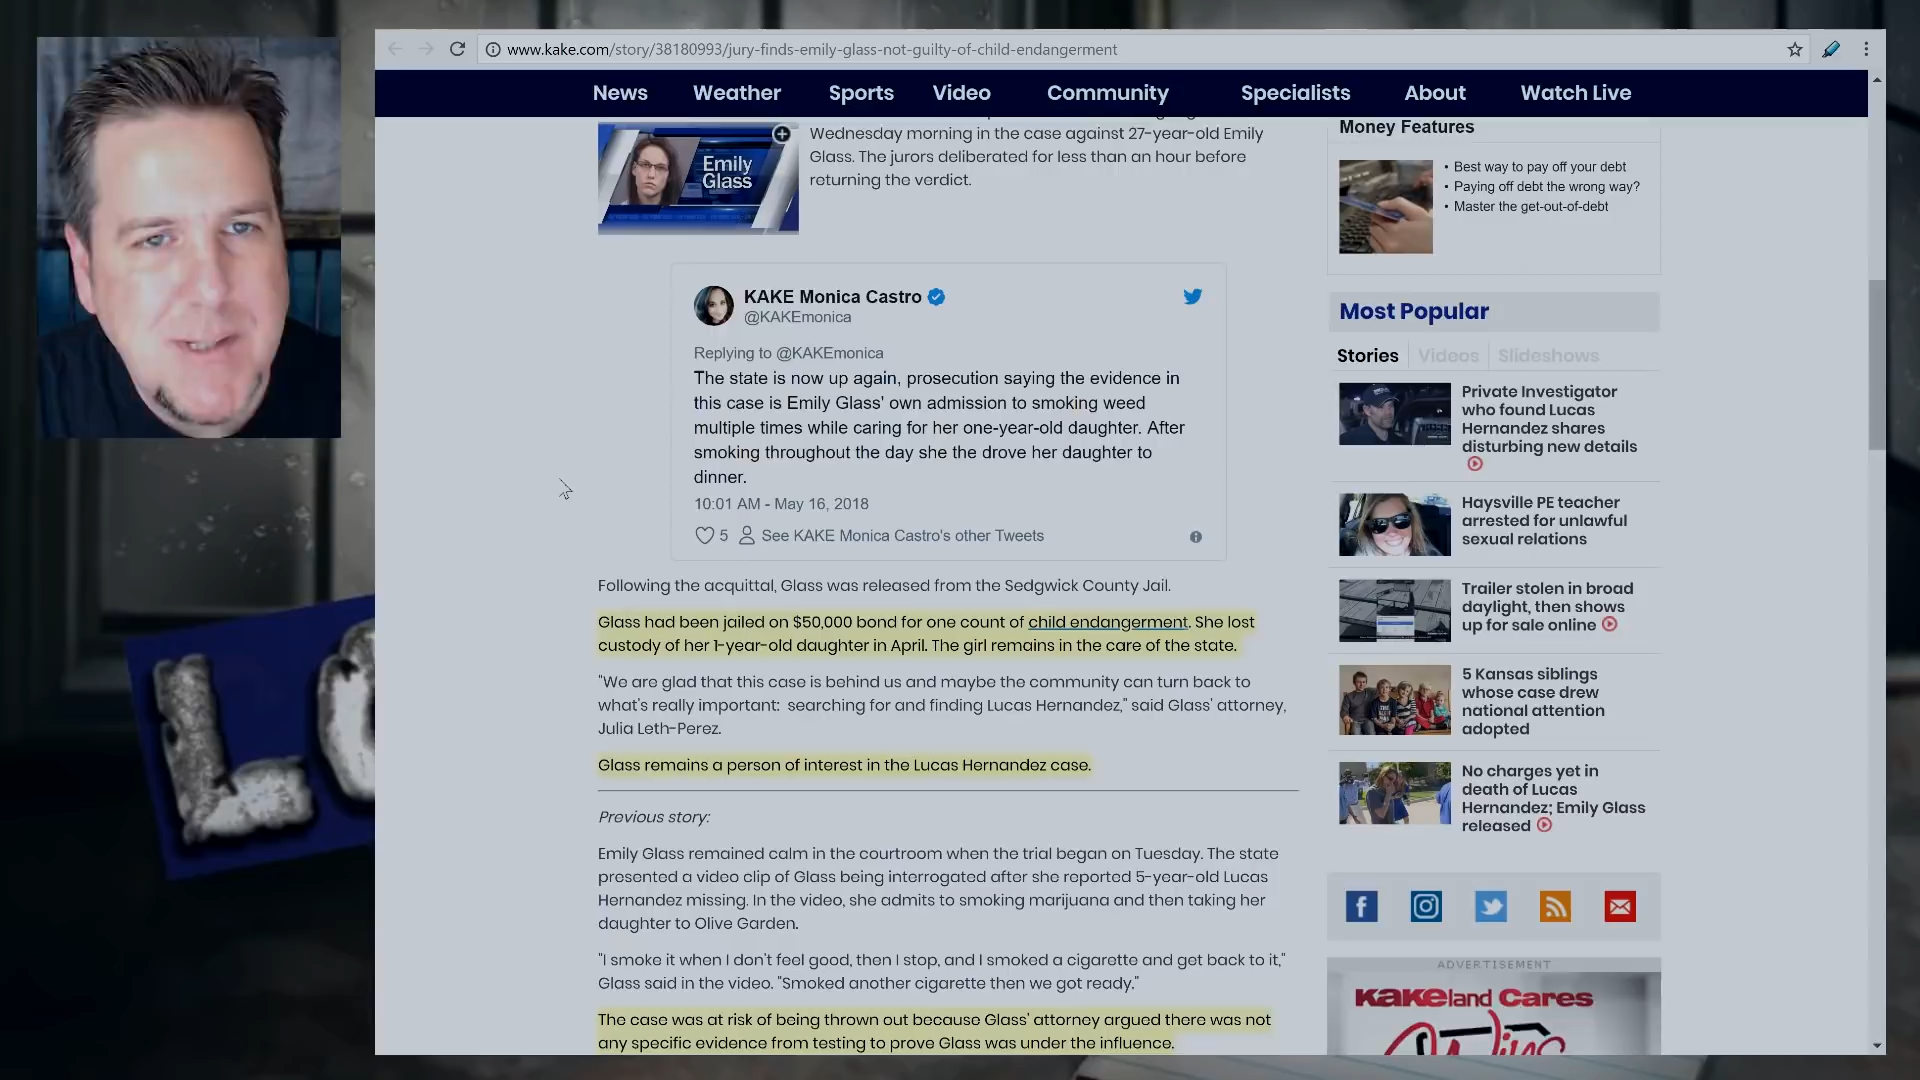 www.kake.com/story/38180993/jury-finds-emily-glass-not-guilty-of-child-endangerment
News Weather Sports Video Community Specialists About Watch Live
Emily
Glass
Wednesday morning in the case against 27-year-old Emily
Glass. The jurors deliberated for less than an hour before
returning the verdict.
KAKE Monica Castro
@KAKEmonica
Replying to @KAKEmonica
The state is now up again, prosecution saying the evidence in
this case is Emily Glass' own admission to smoking weed
multiple times while caring for her one-year-old daughter. After
smoking throughout the day she the drove her daughter to
dinner.
10:01 AM - May 16, 2018
5 See KAKE Monica Castro's other Tweets
Following the acquittal, Glass was released from the Sedgwick County Jail.
Glass had been jailed on $50,000 bond for one count of child endangerment. She lost
custody of her 1-year-old daughter in April. The girl remains in the care of the state.
"We are glad that this case is behind us and maybe the community can turn back to
what's really important:  searching for and finding Lucas Hernandez," said Glass' attorney,
Julia Leth-Perez.
Glass remains a person of interest in the Lucas Hernandez case.
Previous story:
Emily Glass remained calm in the courtroom when the trial began on Tuesday. The state
presented a video clip of Glass being interrogated after she reported 5-year-old Lucas
Hernandez missing. In the video, she admits to smoking marijuana and then taking her
daughter to Olive Garden.
"I smoke it when I don't feel good, then I stop, and I smoked a cigarette and get back to it,"
Glass said in the video. "Smoked another cigarette then we got ready."
The case was at risk of being thrown out because Glass' attorney argued there was not
any specific evidence from testing to prove Glass was under the influence.
Money Features
• Best way to pay off your debt
• Paying off debt the wrong way?
• Master the get-out-of-debt
Most Popular
Stories Videos Slideshows
Private Investigator
who found Lucas
Hernandez shares
disturbing new details
Haysville PE teacher
arrested for unlawful
sexual relations
Trailer stolen in broad
daylight, then shows
up for sale online
5 Kansas siblings
whose case drew
national attention
adopted
No charges yet in
death of Lucas
Hernandez; Emily Glass
released
ADVERTISEMENT
KAKEland Cares